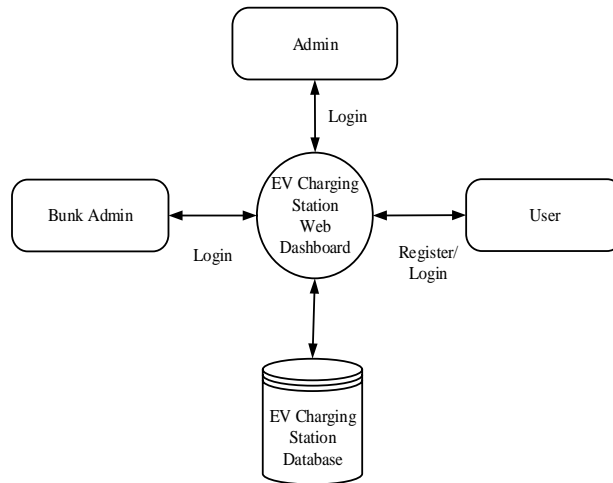 Admin
Login
EV Charging
Station
Web
Dashboard
Bunk Admin
Login
User
Register/
Login
EV Charging
Station
Database